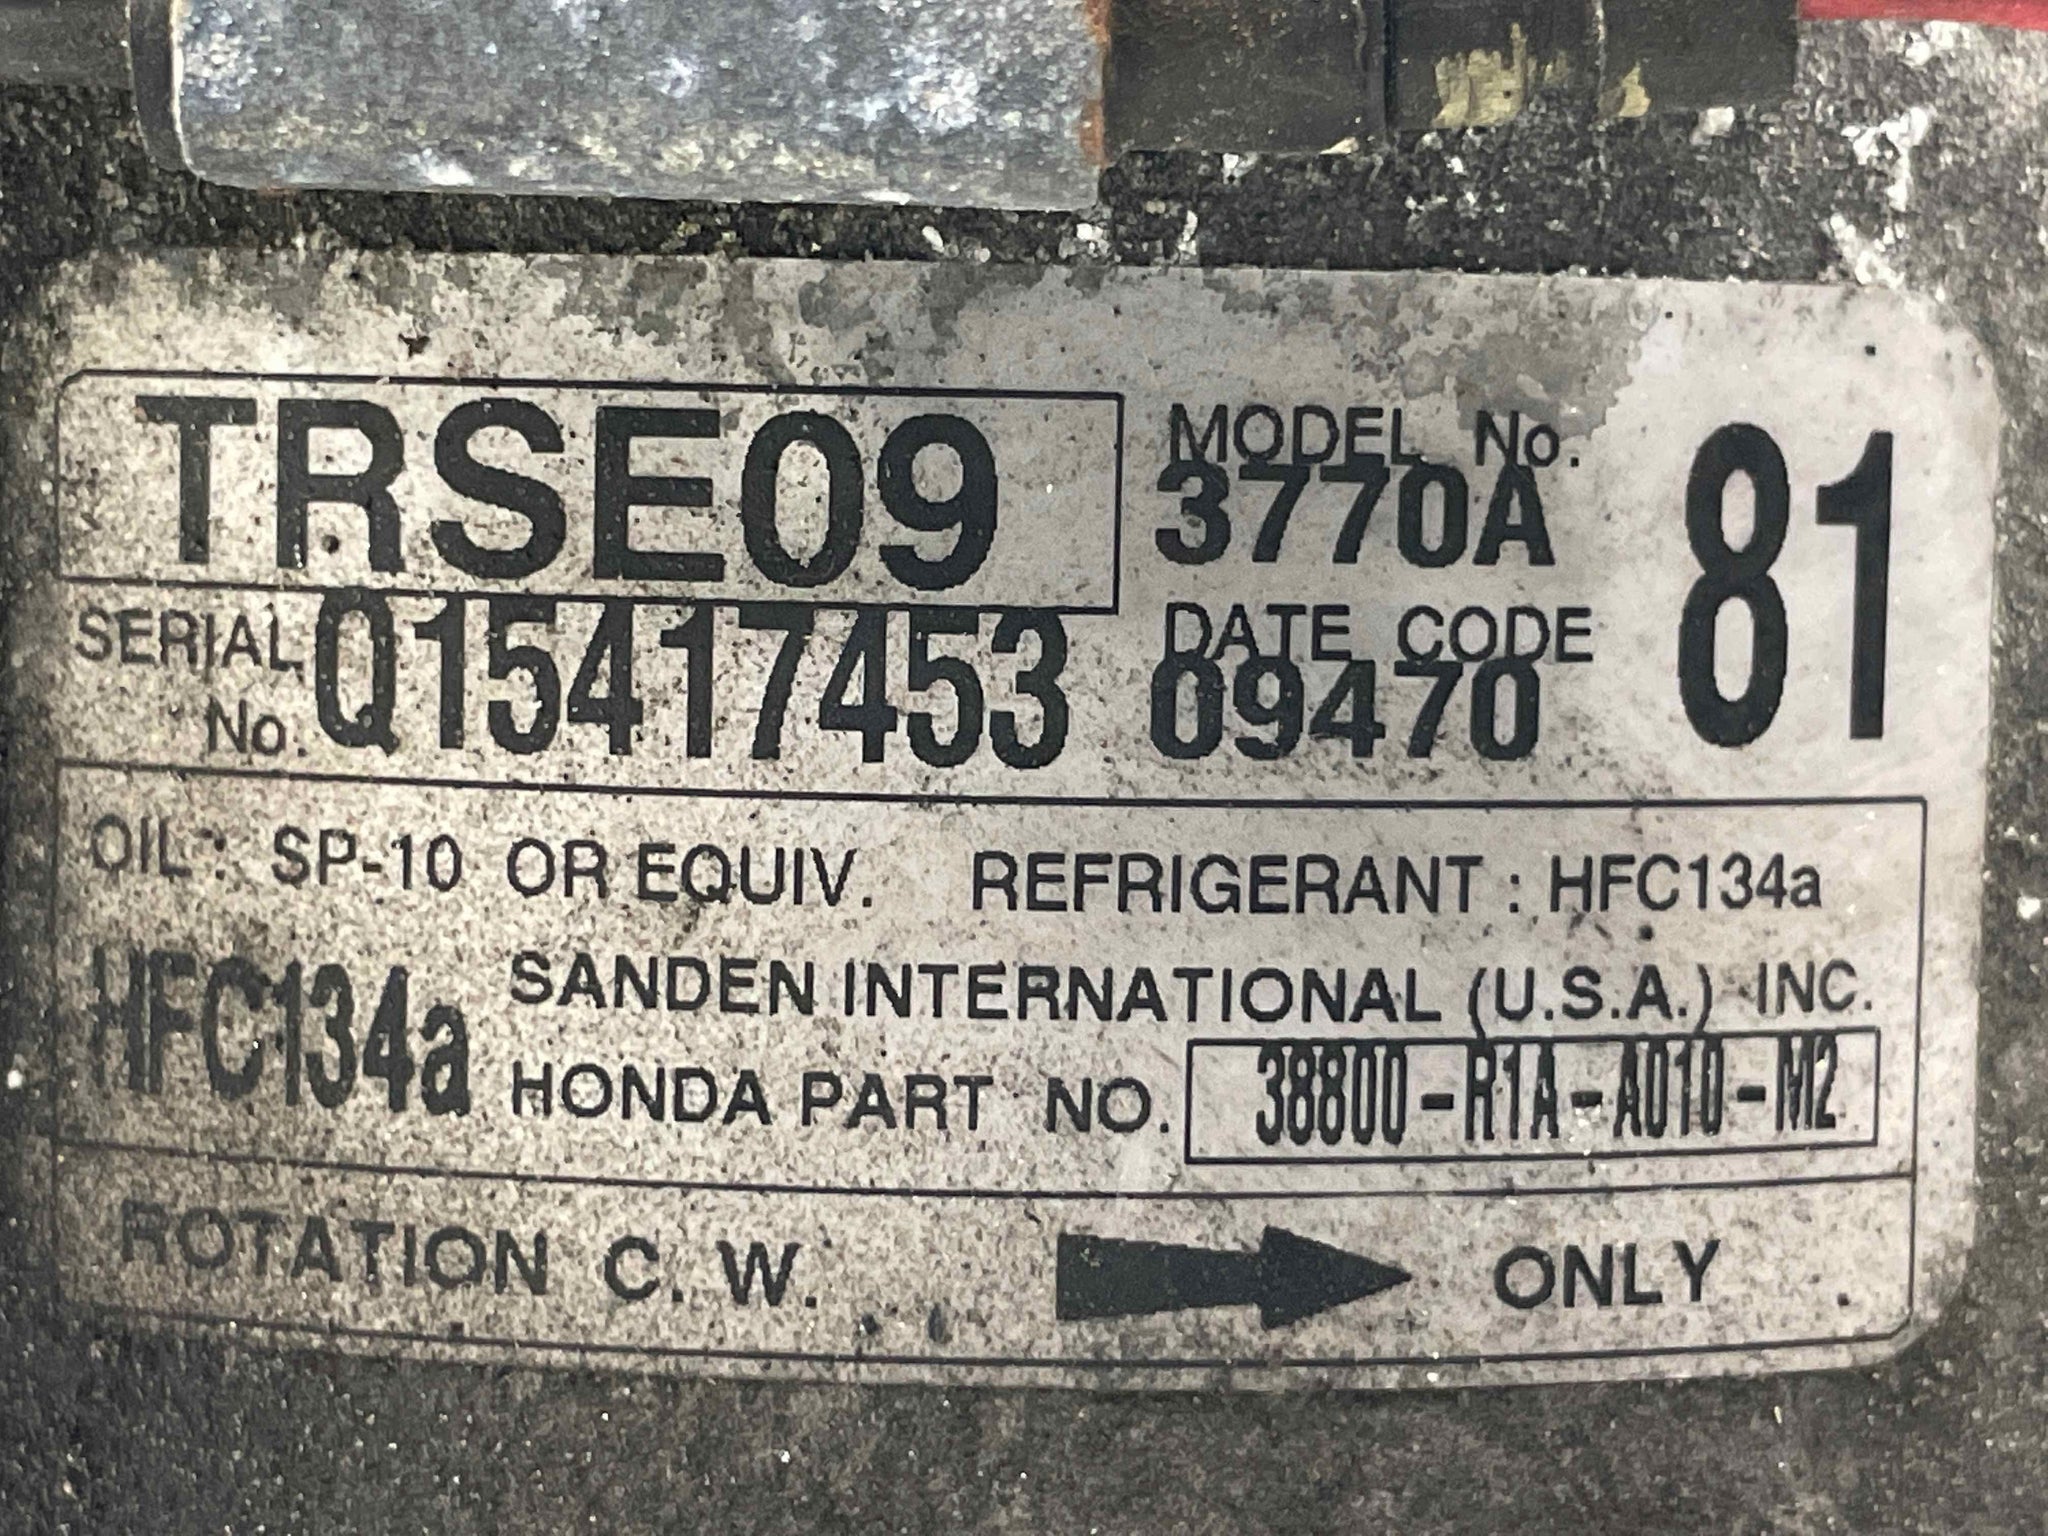 TRSE09
MODEL No.
3770A
81
SERIAL No. Q15417453
DATE CODE
09470
OIL: SP-10 OR EQUIV. REFRIGERANT : HFC134a
HFC134a
SANDEN INTERNATIONAL (U.S.A.) INC.
HONDA PART NO. 38800-R1A-A010-M2
ROTATION C. W. ONLY